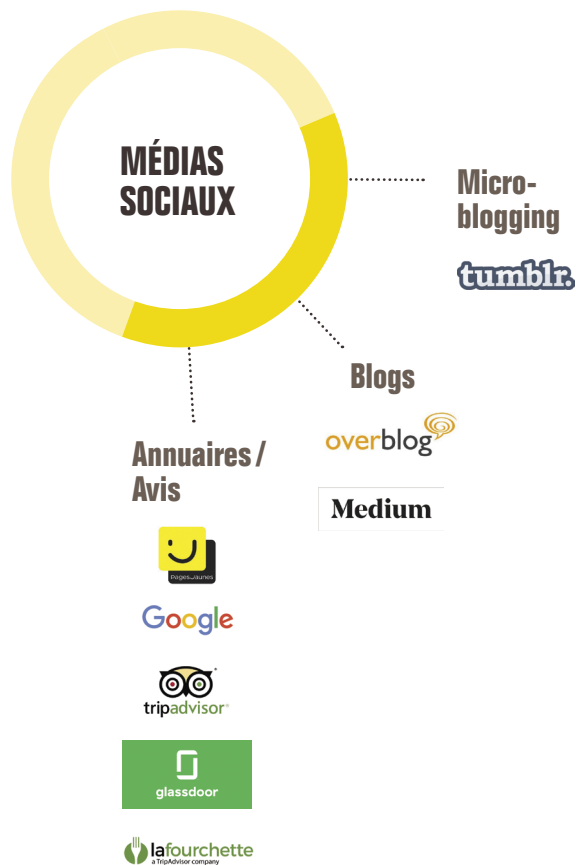 MÉDIAS
SOCIAUX
Micro-
blogging
tumblr.
Blogs
overblog
Medium
Annuaires /
Avis
PagesJaunes
Google
tripadvisor®
glassdoor
lafourchette
a TripAdvisor company